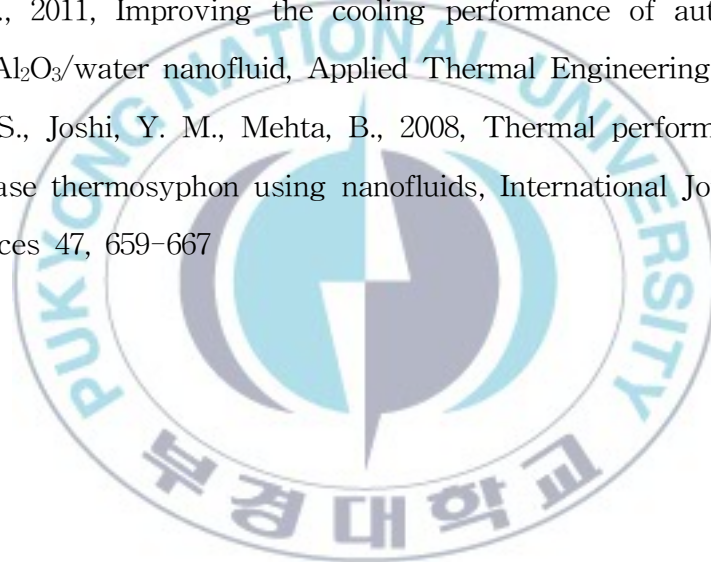 ., 2011, Improving the cooling performance of aut
Al₂O₃/water nanofluid, Applied Thermal Engineering
S., Joshi, Y. M., Mehta, B., 2008, Thermal perform
ase thermosyphon using nanofluids, International Jo
ces 47, 659-667
PUKYONG NATIONAL UNIVERSITY
부경대학교